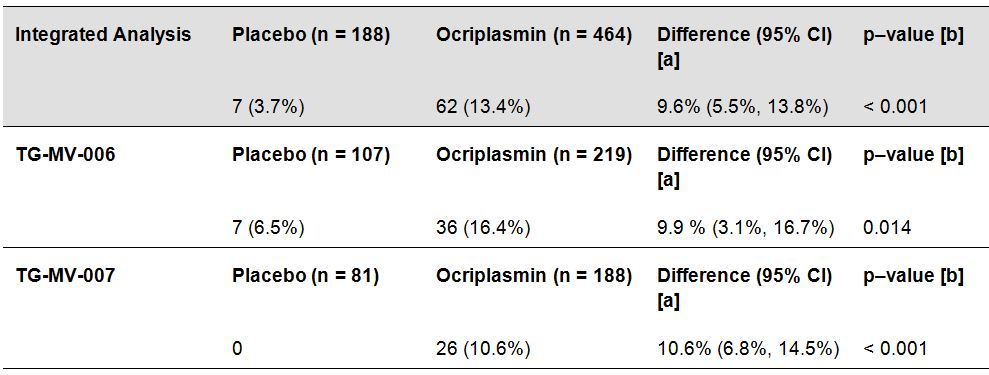 Integrated Analysis Placebo (n = 188) Ocriplasmin (n = 464) Difference (95% CI) p–value [b]
[a]
7 (3.7%) 62 (13.4%) 9.6% (5.5%, 13.8%) < 0.001
TG-MV-006 Placebo (n = 107) Ocriplasmin (n = 219) Difference (95% CI) p–value [b]
[a]
7 (6.5%) 36 (16.4%) 9.9 % (3.1%, 16.7%) 0.014
TG-MV-007 Placebo (n = 81) Ocriplasmin (n = 188) Difference (95% CI) p–value [b]
[a]
0 26 (10.6%) 10.6% (6.8%, 14.5%) < 0.001